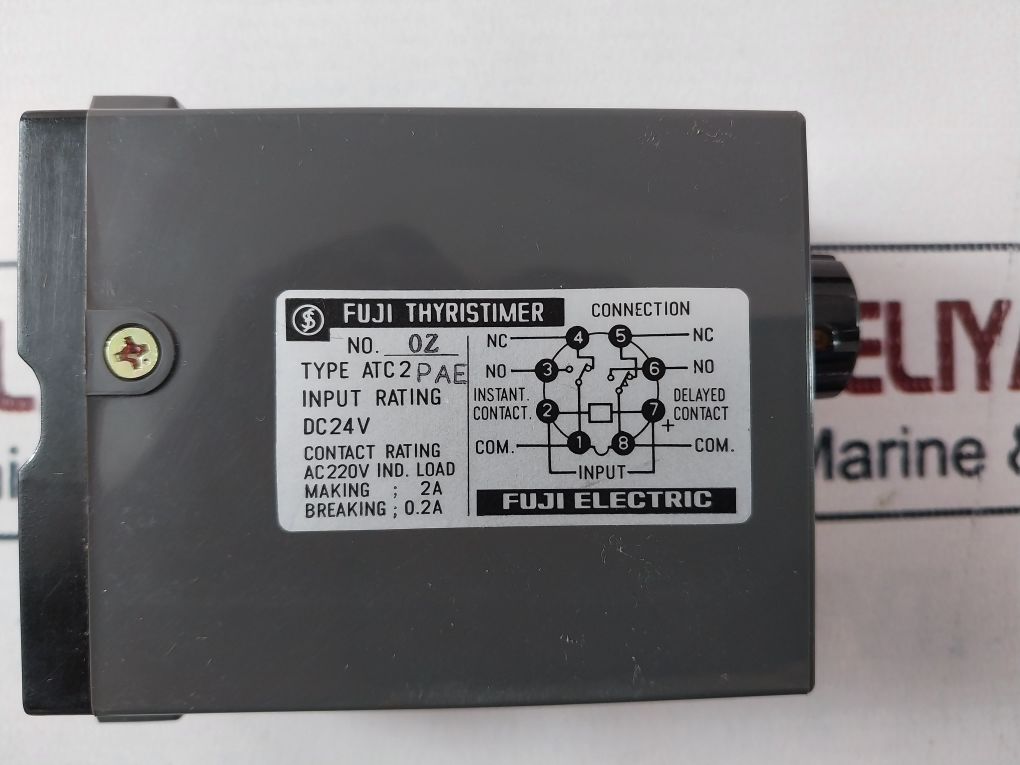 FUJI THYRISTIMER
NO. 0Z
TYPE ATC2PAE
INPUT RATING
DC24V
CONTACT RATING
AC220V IND. LOAD
MAKING ; 2A
BREAKING ; 0.2A
CONNECTION
NC 4 5 NC
NO 3 6 NO
INSTANT. CONTACT. 2 7 DELAYED CONTACT
+
COM. 1 8 COM.
INPUT
FUJI ELECTRIC
ELIYA
Marine &